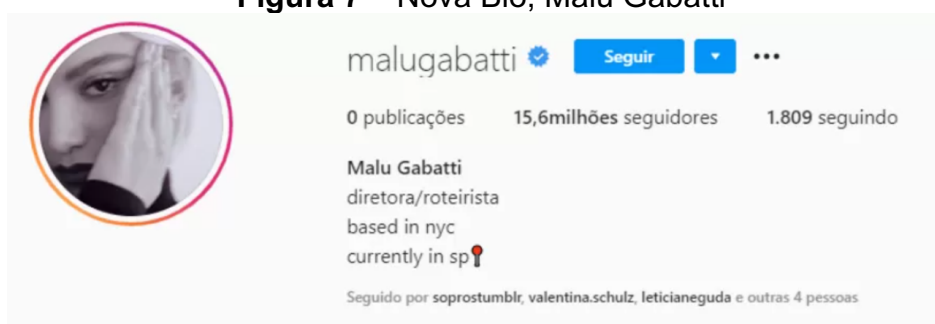 Figura 7 – Nova Bio, Malu Gabatti
malugabatti Seguir
0 publicações 15,6milhões seguidores 1.809 seguindo
Malu Gabatti
diretora/roteirista
based in nyc
currently in sp📍
Seguido por soprostumblr, valentina.schulz, leticianeguda e outras 4 pessoas